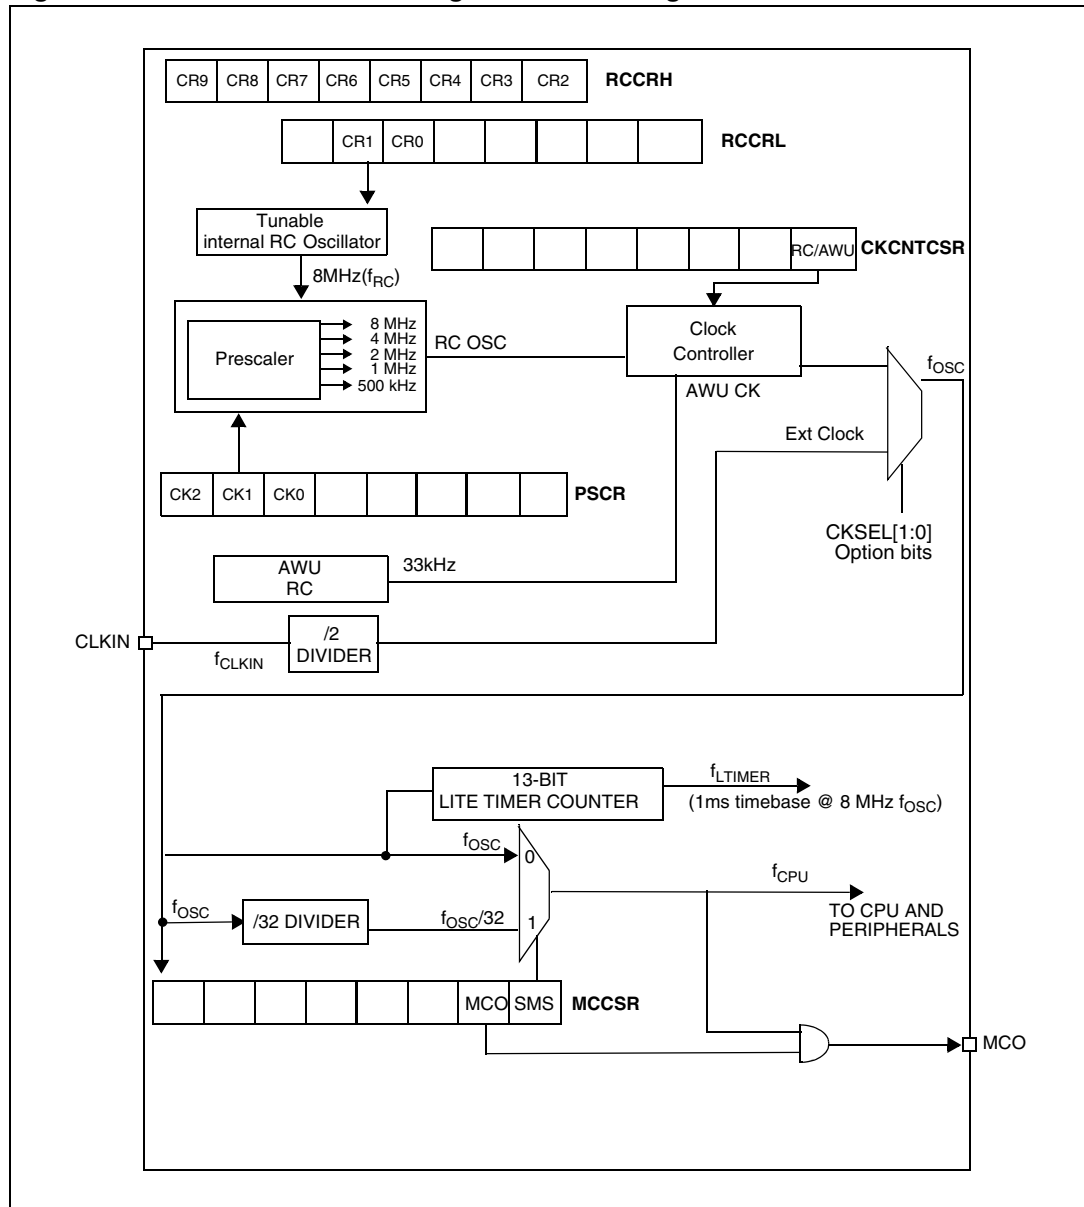 CR9 CR8 CR7 CR6 CR5 CR4 CR3 CR2 RCCRH
CR1 CR0 RCCRL
Tunable
internal RC Oscillator
RC/AWU CKCNTCSR
8MHz(fRC)
8 MHz
4 MHz
2 MHz
1 MHz
500 kHz
Prescaler
RC OSC
Clock
Controller
fOSC
AWU CK
Ext Clock
CK2 CK1 CK0 PSCR
CKSEL[1:0]
Option bits
AWU
RC
33kHz
CLKIN
fCLKIN
/2
DIVIDER
13-BIT
LITE TIMER COUNTER
fLTIMER
(1ms timebase @ 8 MHz fOSC)
fOSC
0
fCPU
TO CPU AND
PERIPHERALS
fOSC
/32 DIVIDER
fOSC/32
1
MCO SMS MCCSR
MCO